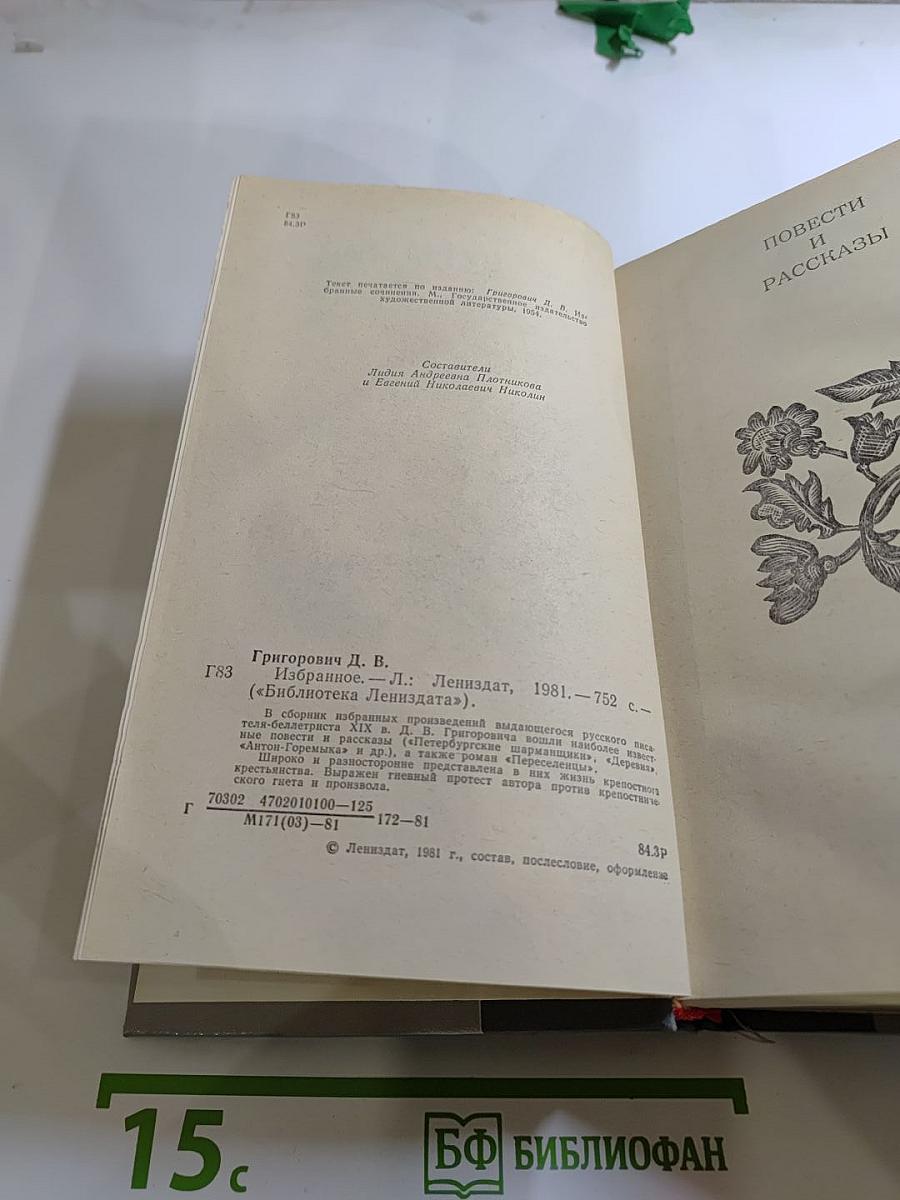 Г83
84.3Р
Текст печатается по изданию: Григорович Д. В. Из-
бранные сочинения. М., Государственное издательство
художественной литературы, 1954.
Составители
Лидия Андреевна Плотникова
и Евгений Николаевич Николин
Григорович Д. В.
Г83 Избранное. — Л.: Лениздат, 1981. — 752 с. —
(«Библиотека Лениздата»).
В сборник избранных произведений выдающегося русского писа-
теля-беллетриста XIX в. Д. В. Григоровича вошли наиболее извест-
ные повести и рассказы («Петербургские шарманщики», «Деревня»,
«Антон-Горемыка» и др.), а также роман «Переселенцы».
Широко и разносторонне представлена в них жизнь крепостного
крестьянства. Выражен гневный протест автора против крепостниче-
ского гнета и произвола.
Г 70302 4702010100—125
М171(03)—81 172—81
84.3Р
© Лениздат, 1981 г., состав, послесловие, оформление
ПОВЕСТИ
И
РАССКАЗЫ
15 с
БФ БИБЛИОФАН